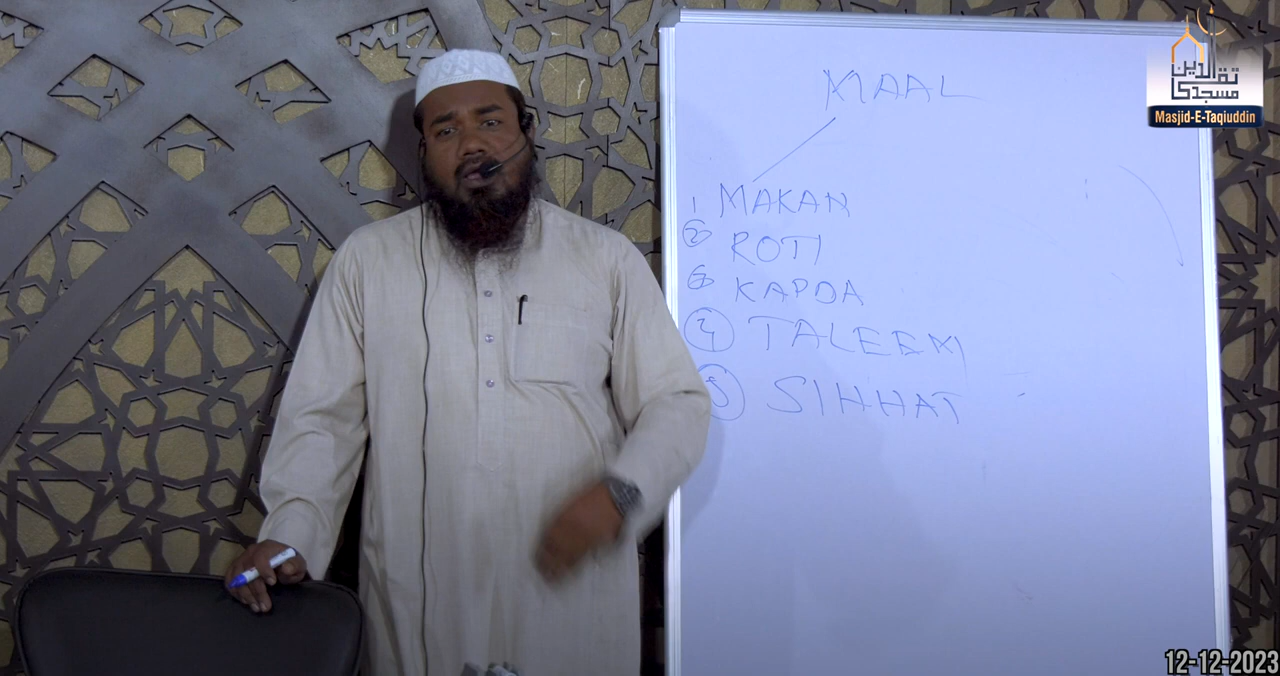 MAAL
1 MAKAN
② ROTI
③ KAPDA
④ TALEEM
⑤ SIHHAT
مسجد تقی الدین
Masjid-E-Taqiuddin
12-12-2023